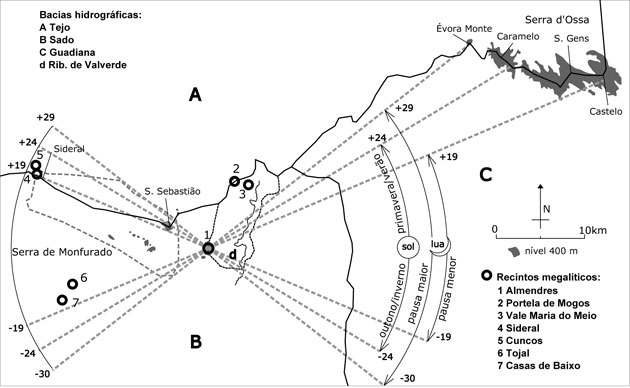 Bacias hidrográficas:
A Tejo
B Sado
C Guadiana
d Rib. de Valverde
Serra d'Ossa
Évora Monte
Caramelo
S. Gens
Castelo
A
+29
+24
Sideral
5
+19
4
S. Sebastião
2
3
1
d
Serra de Monfurado
6
7
-19
-24
-30
B
+29
+24
+19
primavera/verão
sol
lua
outono/inverno
pausa maior
pausa menor
-19
-24
-30
C
N
0
10km
nível 400 m
Recintos megalíticos:
1 Almendres
2 Portela de Mogos
3 Vale Maria do Meio
4 Sideral
5 Cuncos
6 Tojal
7 Casas de Baixo